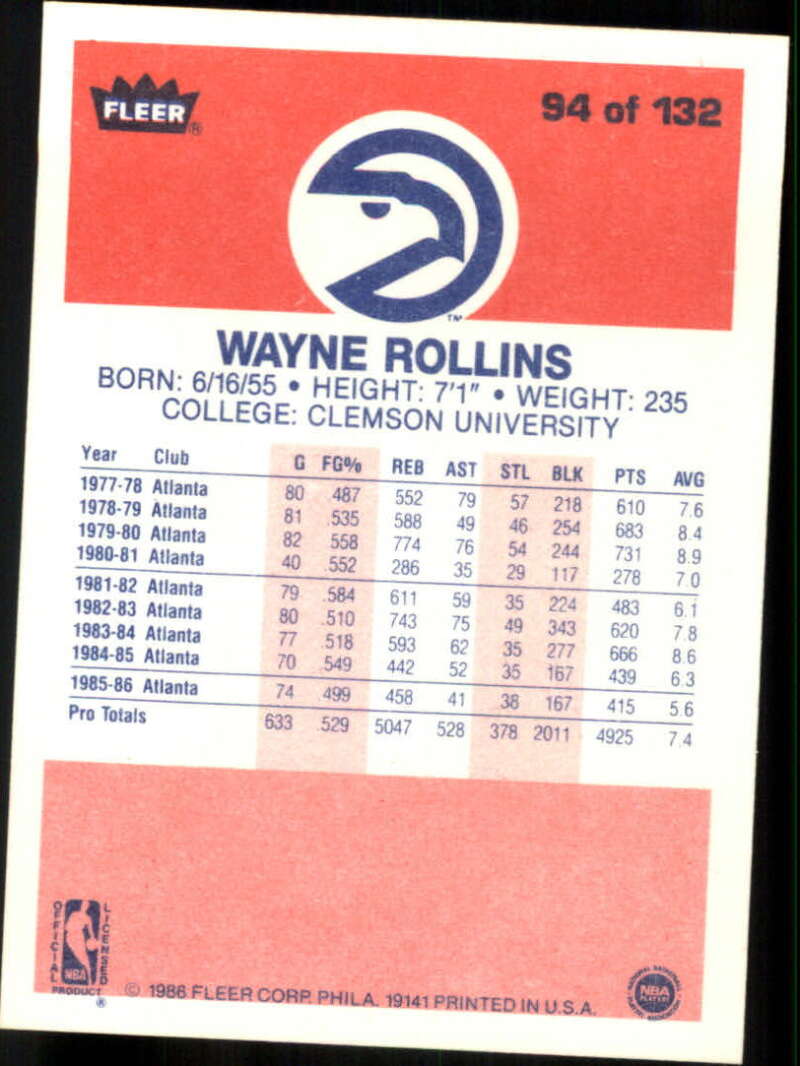 FLEER®
94 of 132
TM
WAYNE ROLLINS
BORN: 6/16/55 • HEIGHT: 7'1" • WEIGHT: 235
COLLEGE: CLEMSON UNIVERSITY
Year Club G FG% REB AST STL BLK PTS AVG
1977-78 Atlanta 80 .487 552 79 57 218 610 7.6
1978-79 Atlanta 81 .535 588 49 46 254 683 8.4
1979-80 Atlanta 82 .558 774 76 54 244 731 8.9
1980-81 Atlanta 40 .552 286 35 29 117 278 7.0
1981-82 Atlanta 79 .584 611 59 35 224 483 6.1
1982-83 Atlanta 80 .510 743 75 49 343 620 7.8
1983-84 Atlanta 77 .518 593 62 35 277 666 8.6
1984-85 Atlanta 70 .549 442 52 35 167 439 6.3
1985-86 Atlanta 74 .499 458 41 38 167 415 5.6
Pro Totals 633 .529 5047 528 378 2011 4925 7.4
OFFICIAL
NBA
LICENSED
PRODUCT
®
© 1986 FLEER CORP. PHILA. 19141 PRINTED IN U.S.A.
NATIONAL BASKETBALL
NBA
PLAYERS
PLAYERS ASSOCIATION